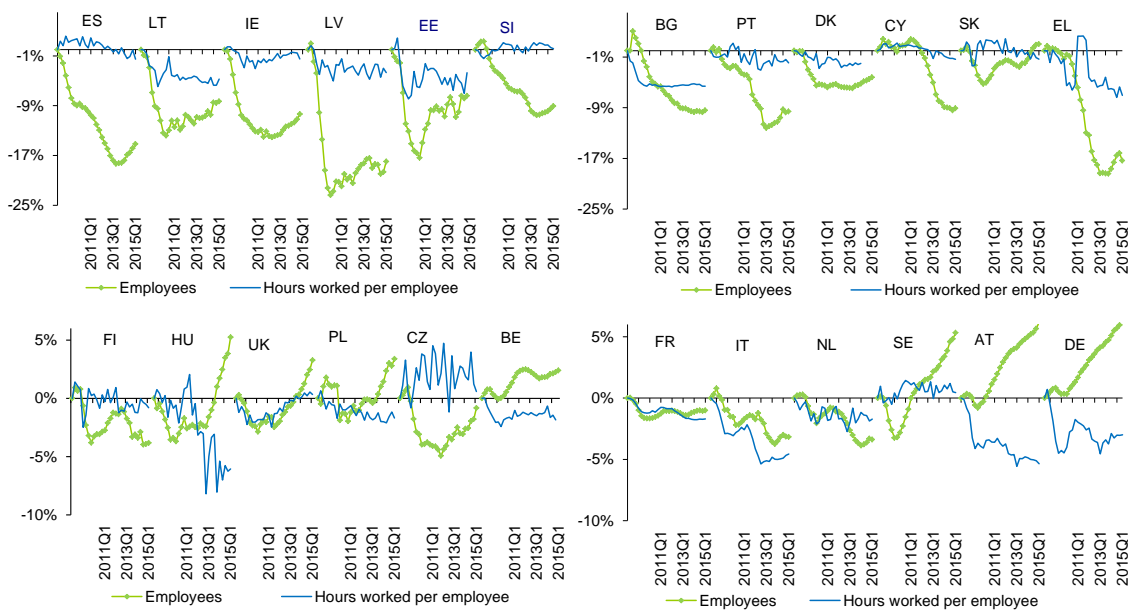 ES LT IE LV EE SI
-1%
-9%
-17%
-25%
2011Q1 2013Q1 2015Q1 2011Q1 2013Q1 2015Q1 2011Q1 2013Q1 2015Q1 2011Q1 2013Q1 2015Q1 2011Q1 2013Q1 2015Q1 2011Q1 2013Q1 2015Q1
Employees Hours worked per employee
BG PT DK CY SK EL
-1%
-9%
-17%
-25%
2011Q1 2013Q1 2015Q1 2011Q1 2013Q1 2015Q1 2011Q1 2013Q1 2015Q1 2011Q1 2013Q1 2015Q1 2011Q1 2013Q1 2015Q1 2011Q1 2013Q1 2015Q1
Employees Hours worked per employee
FI HU UK PL CZ BE
5%
0%
-5%
-10%
2011Q1 2013Q1 2015Q1 2011Q1 2013Q1 2015Q1 2011Q1 2013Q1 2015Q1 2011Q1 2013Q1 2015Q1 2011Q1 2013Q1 2015Q1 2011Q1 2013Q1 2015Q1
Employees Hours worked per employee
FR IT NL SE AT DE
5%
0%
-5%
-10%
2011Q1 2013Q1 2015Q1 2011Q1 2013Q1 2015Q1 2011Q1 2013Q1 2015Q1 2011Q1 2013Q1 2015Q1 2011Q1 2013Q1 2015Q1 2011Q1 2013Q1 2015Q1
Employees Hours worked per employee